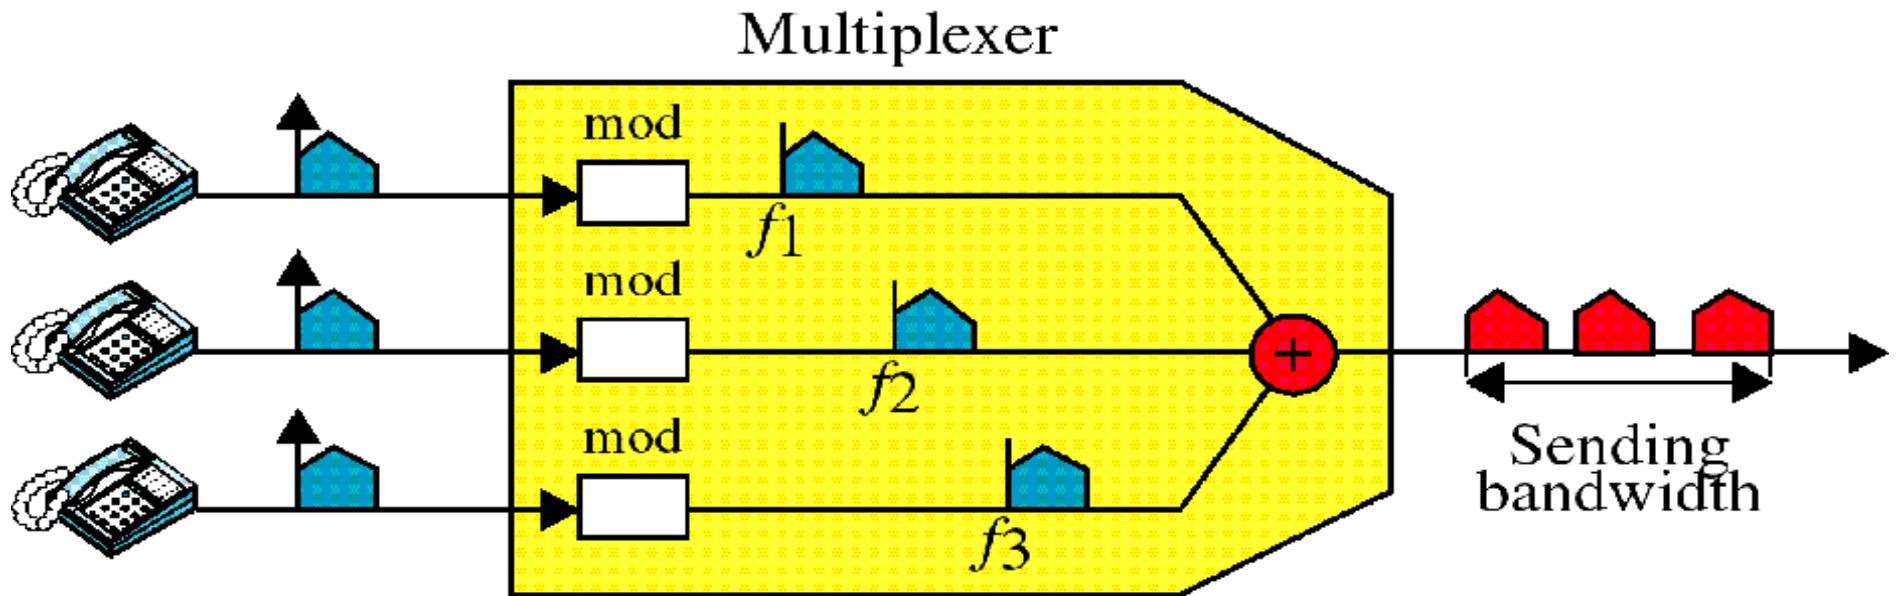 Multiplexer
mod
f1
mod
f2
mod
f3
+
Sending
bandwidth